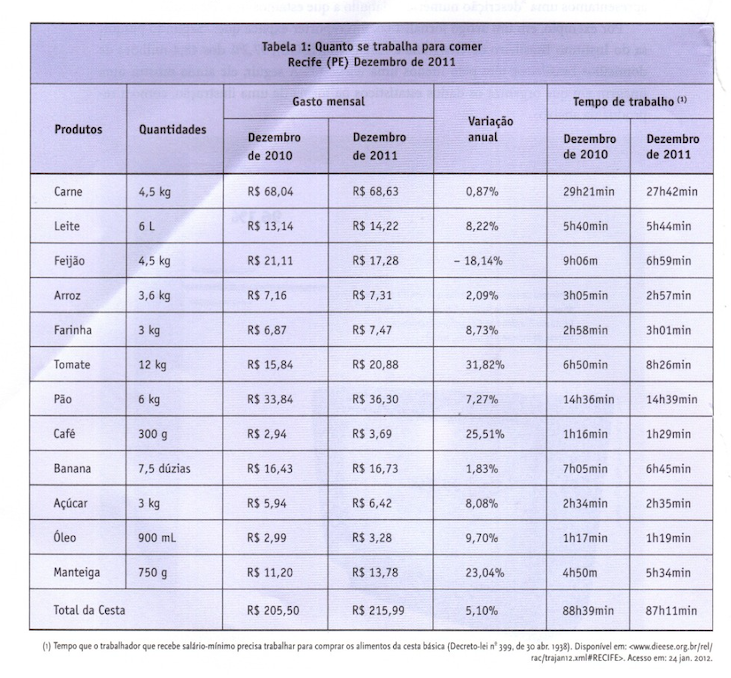 Tabela 1: Quanto se trabalha para comer
Recife (PE) Dezembro de 2011
Produtos Quantidades Gasto mensal Variação anual Tempo de trabalho (1)
Dezembro de 2010 Dezembro de 2011 Dezembro de 2010 Dezembro de 2011
Carne 4,5 kg R$ 68,04 R$ 68,63 0,87% 29h21min 27h42min
Leite 6 L R$ 13,14 R$ 14,22 8,22% 5h40min 5h44min
Feijão 4,5 kg R$ 21,11 R$ 17,28 – 18,14% 9h06m 6h59min
Arroz 3,6 kg R$ 7,16 R$ 7,31 2,09% 3h05min 2h57min
Farinha 3 kg R$ 6,87 R$ 7,47 8,73% 2h58min 3h01min
Tomate 12 kg R$ 15,84 R$ 20,88 31,82% 6h50min 8h26min
Pão 6 kg R$ 33,84 R$ 36,30 7,27% 14h36min 14h39min
Café 300 g R$ 2,94 R$ 3,69 25,51% 1h16min 1h29min
Banana 7,5 dúzias R$ 16,43 R$ 16,73 1,83% 7h05min 6h45min
Açúcar 3 kg R$ 5,94 R$ 6,42 8,08% 2h34min 2h35min
Óleo 900 mL R$ 2,99 R$ 3,28 9,70% 1h17min 1h19min
Manteiga 750 g R$ 11,20 R$ 13,78 23,04% 4h50m 5h34min
Total da Cesta R$ 205,50 R$ 215,99 5,10% 88h39min 87h11min
(1) Tempo que o trabalhador que recebe salário-mínimo precisa trabalhar para comprar os alimentos da cesta básica (Decreto-lei nº 399, de 30 abr. 1938). Disponível em: <www.dieese.org.br/rel/
rac/trajan12.xml#RECIFE>. Acesso em: 24 jan. 2012.